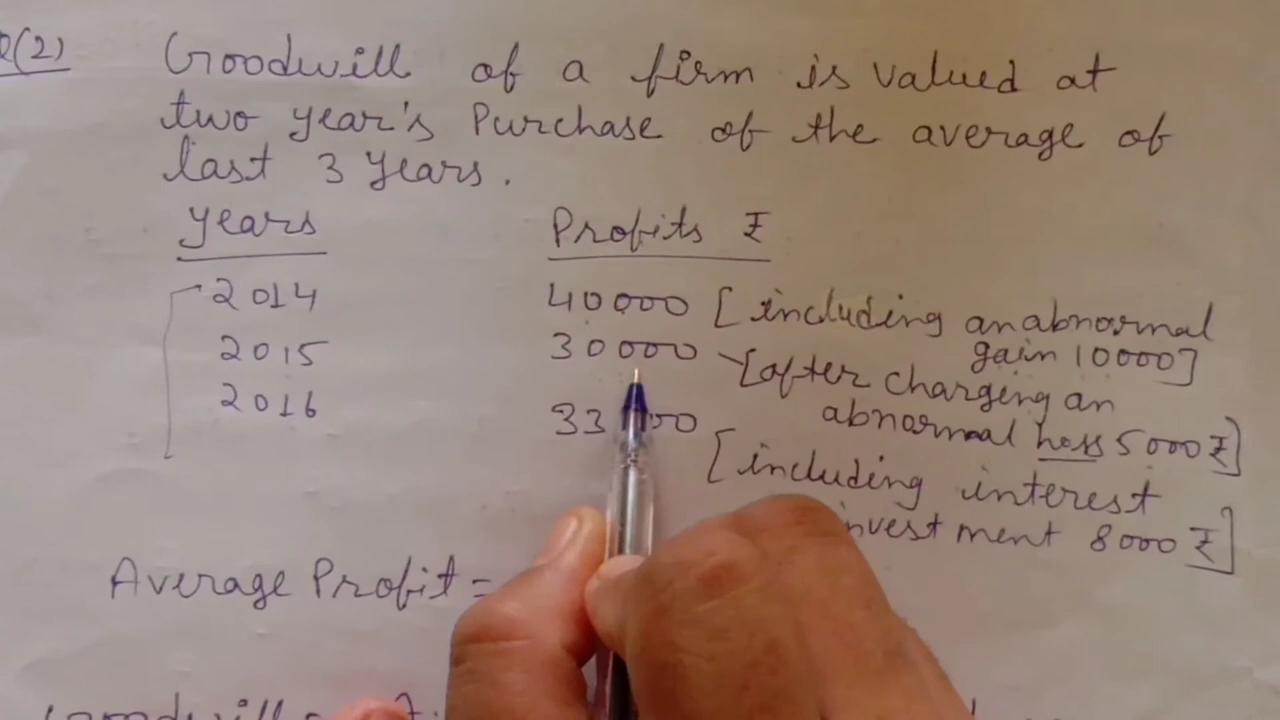 Q(2) Goodwill of a firm is valued at
two year's Purchase of the average of
last 3 years.
years Profits ₹
2014 40000 [including an abnormal
gain 10000]
2015 30000 [after charging an
abnormal loss 5000 ₹]
2016
[including interest
investment 8000 ₹]
Average Profit =
Goodwill =